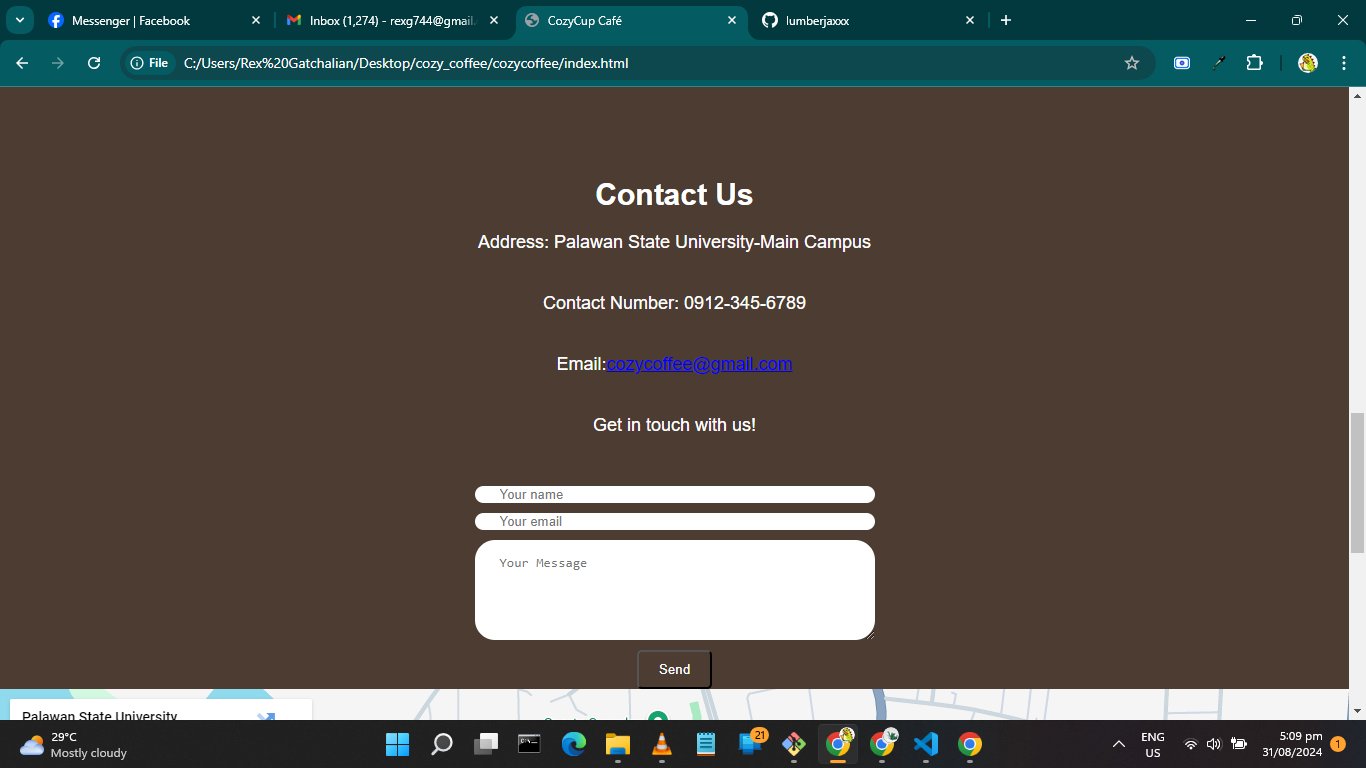 Messenger | Facebook
Inbox (1,274) - rexg744@gmail.
CozyCup Café
lumberjaxxx
File
C:/Users/Rex%20Gatchalian/Desktop/cozy_coffee/cozycoffee/index.html
Contact Us
Address: Palawan State University-Main Campus
Contact Number: 0912-345-6789
Email:cozycoffee@gmail.com
Get in touch with us!
Your name
Your email
Your Message
Send
Palawan State University
29°C
Mostly cloudy
21
ENG
US
5:09 pm
31/08/2024
1